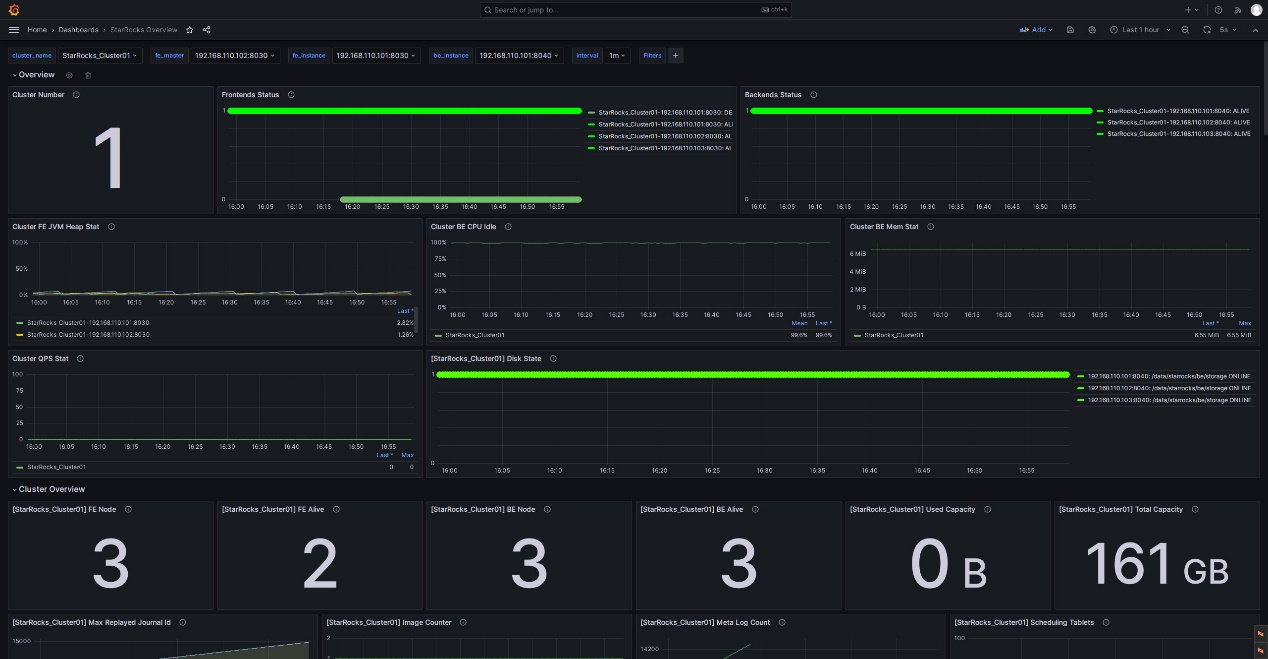 Search or jump to...
ctrl+k
Home › Dashboards › StarRocks Overview
Add
Last 1 hour
5s
cluster_name StarRocks_Cluster01 fe_master 192.168.110.102:8030 fe_instance 192.168.110.101:8030 be_instance 192.168.110.101:8040 interval 1m Filters +
Overview
Cluster Number
1
Frontends Status
1
0
16:00 16:05 16:10 16:15 16:20 16:25 16:30 16:35 16:40 16:45 16:50 16:55
StarRocks_Cluster01-192.168.110.101:8030: DE
StarRocks_Cluster01-192.168.110.101:8030: ALI
StarRocks_Cluster01-192.168.110.102:8030: AL
StarRocks_Cluster01-192.168.110.103:8030: Al
Backends Status
1
0
16:00 16:05 16:10 16:15 16:20 16:25 16:30 16:35 16:40 16:45 16:50 16:55
StarRocks_Cluster01-192.168.110.101:8040: ALIVE
StarRocks_Cluster01-192.168.110.102:8040: ALIVE
StarRocks_Cluster01-192.168.110.103:8040: ALIVE
Cluster FE JVM Heap Stat
100%
50%
0%
16:00 16:05 16:10 16:15 16:20 16:25 16:30 16:35 16:40 16:45 16:50 16:55
Last *
StarRocks_Cluster01-192.168.110.101:8030 2.82%
StarRocks_Cluster01-192.168.110.102:8030 1.26%
Cluster BE CPU Idle
100%
75%
50%
25%
0%
16:00 16:05 16:10 16:15 16:20 16:25 16:30 16:35 16:40 16:45 16:50 16:55
Mean Last *
StarRocks_Cluster01 99.6% 99.6%
Cluster BE Mem Stat
6 MiB
4 MiB
2 MiB
0 B
16:00 16:05 16:10 16:15 16:20 16:25 16:30 16:35 16:40 16:45 16:50 16:55
Last * Max
StarRocks_Cluster01 6.55 MiB 6.55 MiB
Cluster QPS Stat
100
75
50
25
0
16:00 16:05 16:10 16:15 16:20 16:25 16:30 16:35 16:40 16:45 16:50 16:55
Last * Max
StarRocks_Cluster01 0 0
[StarRocks_Cluster01] Disk State
1
0
16:00 16:05 16:10 16:15 16:20 16:25 16:30 16:35 16:40 16:45 16:50 16:55
192.168.110.101:8040: /data/starrocks/be/storage ONLINE
192.168.110.102:8040: /data/starrocks/be/storage ONLINE
192.168.110.103:8040: /data/starrocks/be/storage ONLINE
Cluster Overview
[StarRocks_Cluster01] FE Node
3
[StarRocks_Cluster01] FE Alive
2
[StarRocks_Cluster01] BE Node
3
[StarRocks_Cluster01] BE Alive
3
[StarRocks_Cluster01] Used Capacity
0 B
[StarRocks_Cluster01] Total Capacity
161 GB
[StarRocks_Cluster01] Max Replayed Journal Id
15000
[StarRocks_Cluster01] Image Counter
2
1
[StarRocks_Cluster01] Meta Log Count
14200
[StarRocks_Cluster01] Scheduling Tablets
100